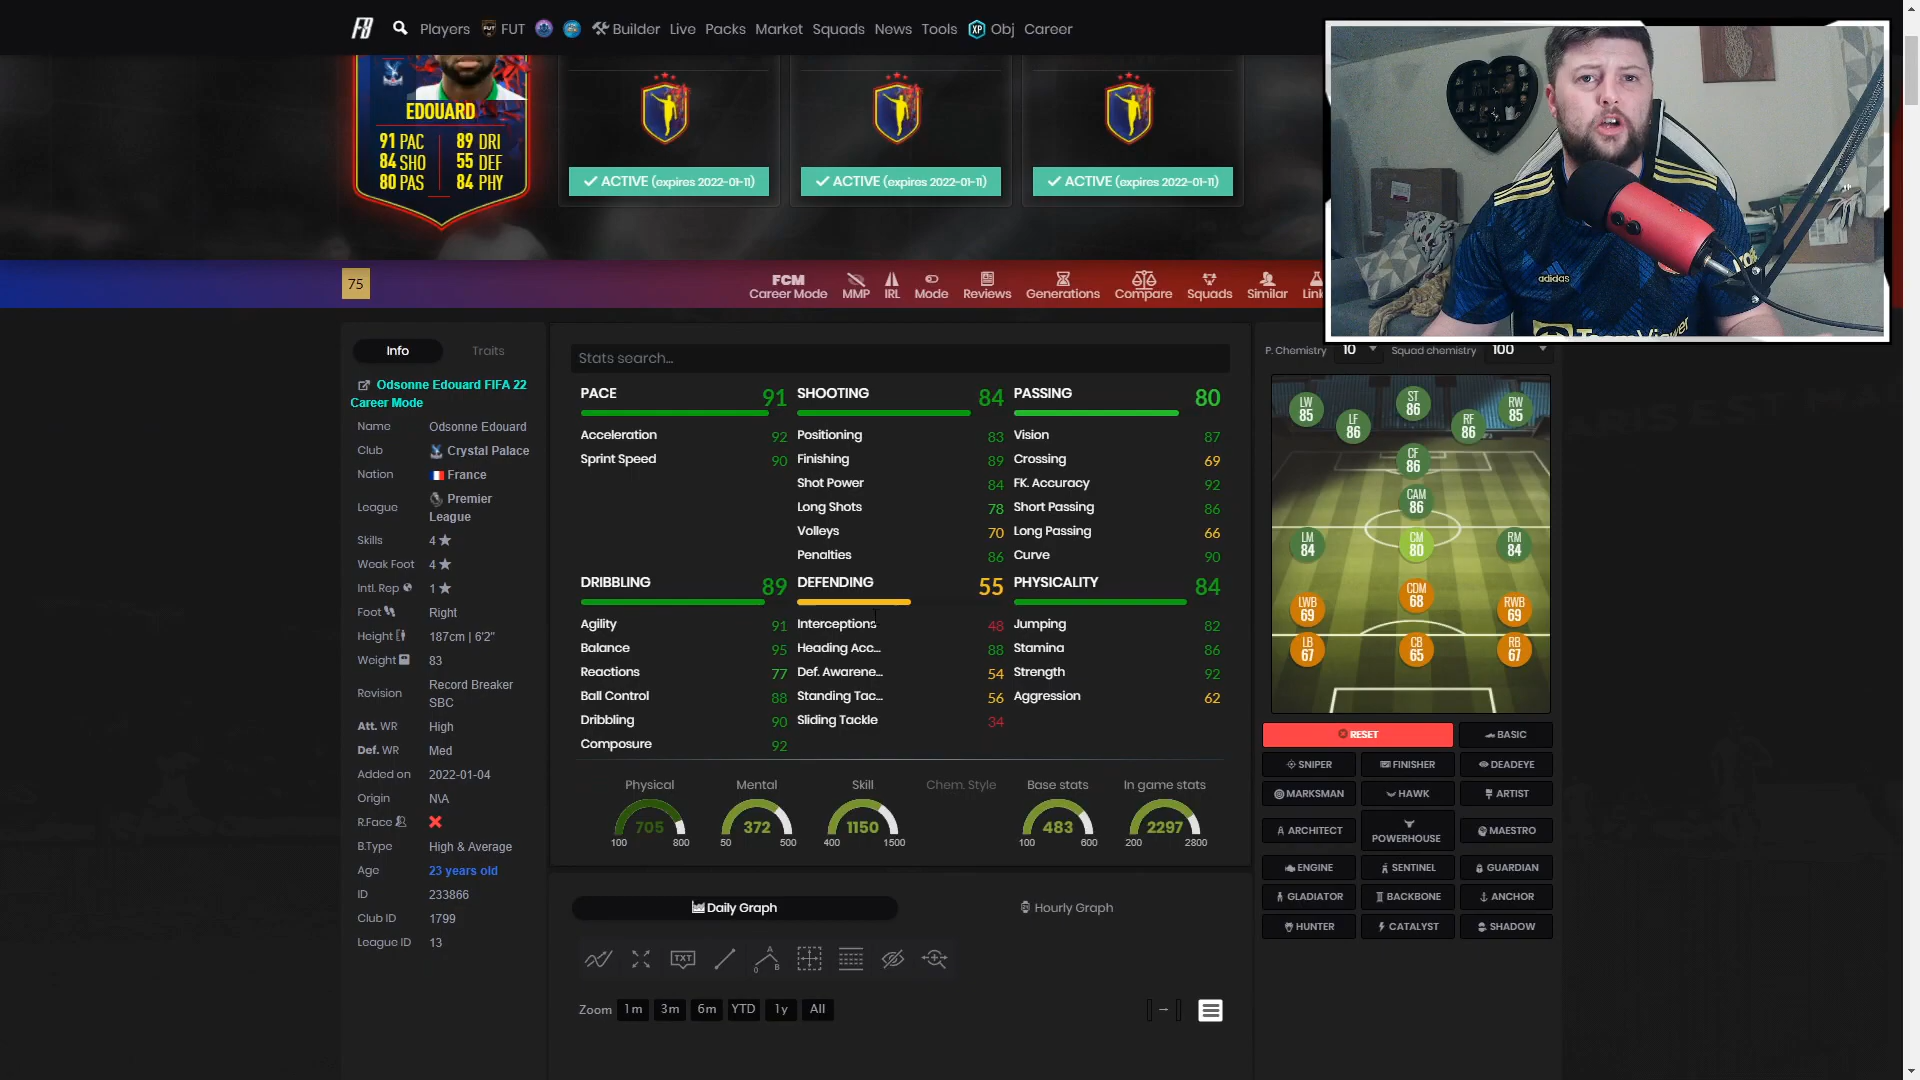 FB Players FUT Builder Live Packs Market Squads News Tools XP Obj Career
EDOUARD
91 PAC 89 DRI
84 SHO 55 DEF
80 PAS 84 PHY
ACTIVE (expires 2022-01-11) ACTIVE (expires 2022-01-11) ACTIVE (expires 2022-01-11)
adidas
TeamViewer
75
FCM
Career Mode MMP IRL Mode Reviews Generations Compare Squads Similar Link
Info Traits
Odsonne Edouard FIFA 22
Career Mode
Name Odsonne Edouard
Club Crystal Palace
Nation France
League Premier
League
Skills 4
Weak Foot 4
Intl. Rep 1
Foot Right
Height 187cm | 6'2"
Weight 83
Revision Record Breaker
SBC
Att. WR High
Def. WR Med
Added on 2022-01-04
Origin N\A
R.Face
B.Type High & Average
Age 23 years old
ID 233866
Club ID 1799
League ID 13
Stats search...
PACE 91
Acceleration 92
Sprint Speed 90
SHOOTING 84
Positioning 83
Finishing 89
Shot Power 84
Long Shots 78
Volleys 70
Penalties 86
PASSING 80
Vision 87
Crossing 69
FK. Accuracy 92
Short Passing 86
Long Passing 66
Curve 90
DRIBBLING 89
Agility 91
Balance 95
Reactions 77
Ball Control 88
Dribbling 90
Composure 92
DEFENDING 55
Interceptions 48
Heading Acc... 88
Def. Awarene... 54
Standing Tac... 56
Sliding Tackle 34
PHYSICALITY 84
Jumping 82
Stamina 86
Strength 92
Aggression 62
Physical Mental Skill Chem. Style Base stats In game stats
705 372 1150 483 2297
100 800 50 500 400 1500 100 600 200 2800
Daily Graph Hourly Graph
TXT
A
O B
Zoom 1m 3m 6m YTD 1y All →
P. Chemistry 10 Squad chemistry 100
LW
85
LF
86
ST
86
RF
86
RW
85
CF
86
CAM
86
LM
84
CM
80
RM
84
CDM
68
LWB
69
RWB
69
LB
67
CB
65
RB
67
RESET BASIC
SNIPER FINISHER DEADEYE
MARKSMAN HAWK ARTIST
ARCHITECT POWERHOUSE MAESTRO
ENGINE SENTINEL GUARDIAN
GLADIATOR BACKBONE ANCHOR
HUNTER CATALYST SHADOW